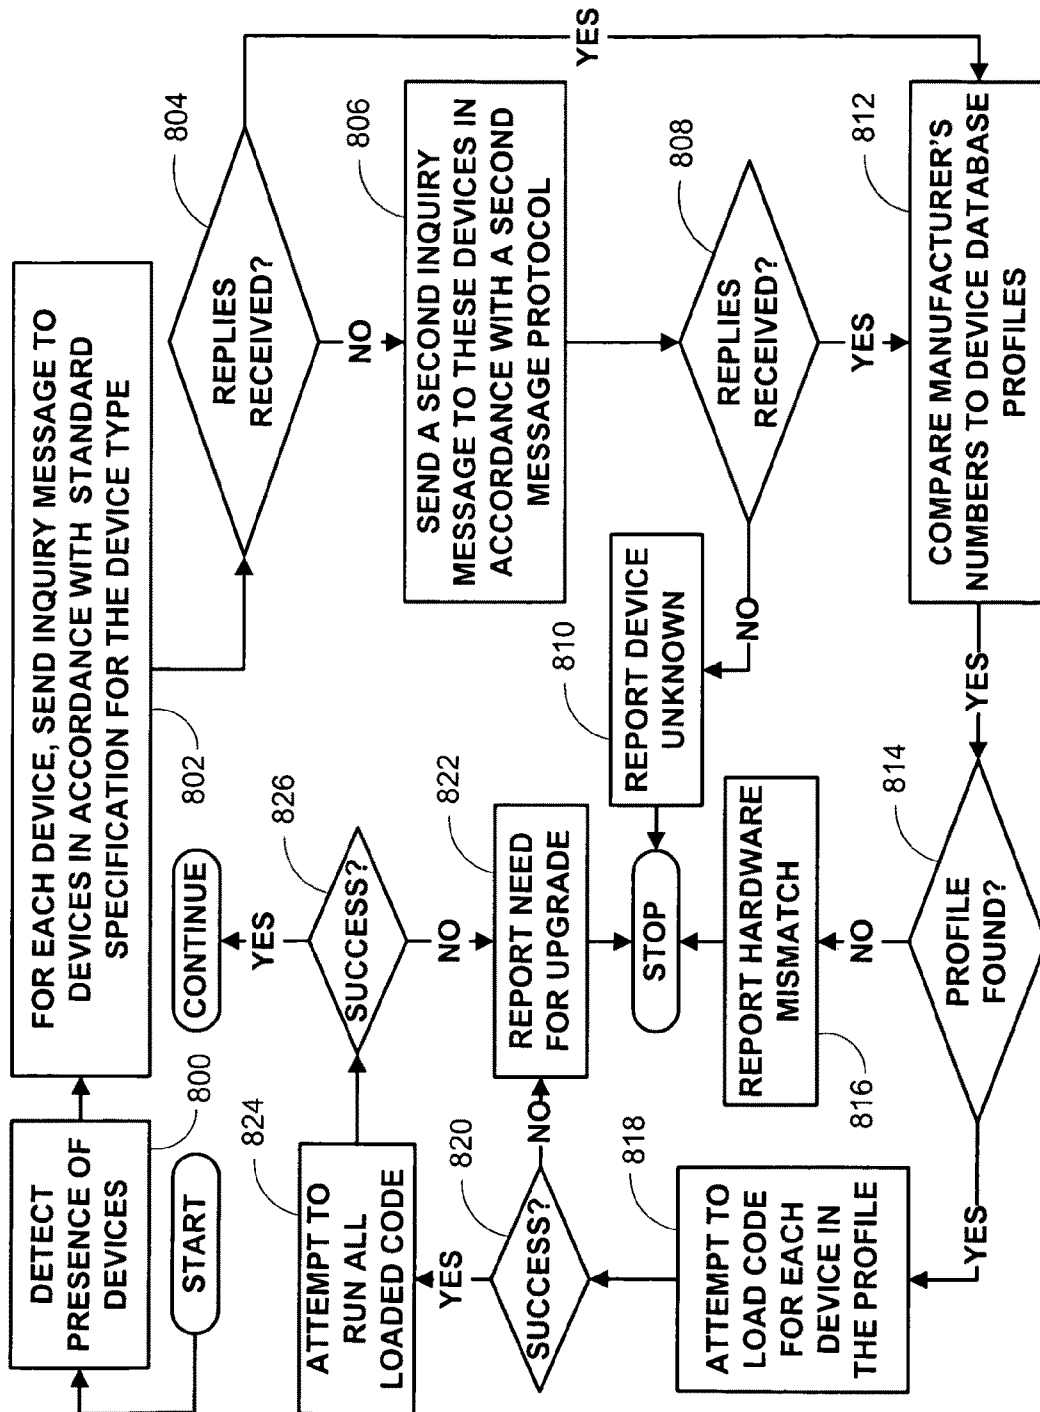 START
DETECT
PRESENCE OF
DEVICES
800
FOR EACH DEVICE, SEND INQUIRY MESSAGE TO
DEVICES IN ACCORDANCE WITH STANDARD
SPECIFICATION FOR THE DEVICE TYPE
802
REPLIES
RECEIVED?
804
YES
NO
SEND A SECOND INQUIRY
MESSAGE TO THESE DEVICES IN
ACCORDANCE WITH A SECOND
MESSAGE PROTOCOL
806
REPLIES
RECEIVED?
808
NO
YES
REPORT DEVICE
UNKNOWN
810
STOP
COMPARE MANUFACTURER'S
NUMBERS TO DEVICE DATABASE
PROFILES
812
YES
PROFILE
FOUND?
814
NO
REPORT HARDWARE
MISMATCH
816
YES
ATTEMPT TO
LOAD CODE
FOR EACH
DEVICE IN
THE PROFILE
818
SUCCESS?
820
NO
REPORT NEED
FOR UPGRADE
822
YES
ATTEMPT TO
RUN ALL
LOADED CODE
824
SUCCESS?
826
NO
YES
CONTINUE